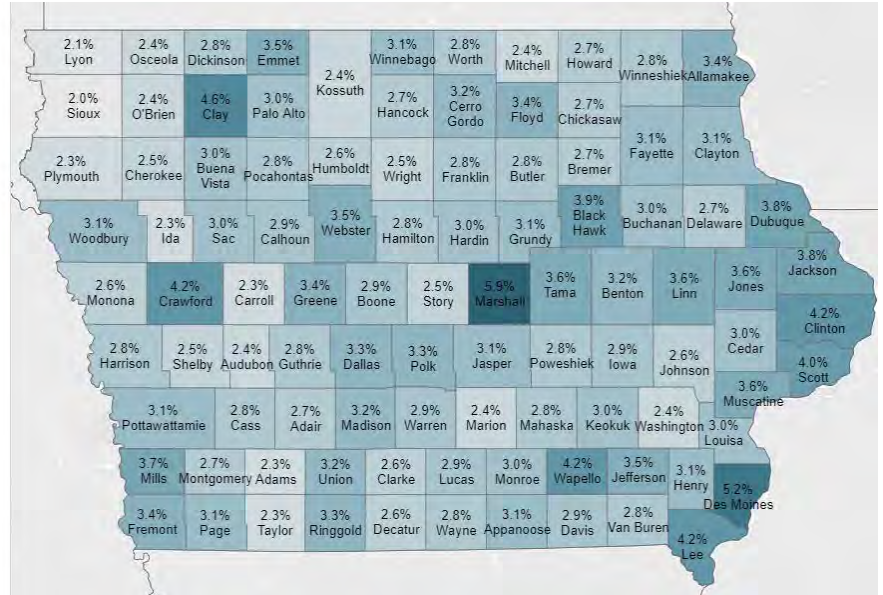 2.1%
Lyon
2.4%
Osceola
2.8%
Dickinson
3.5%
Emmet
2.4%
Kossuth
3.1%
Winnebago
2.8%
Worth
2.4%
Mitchell
2.7%
Howard
2.8%
Winneshiek
3.4%
Allamakee
2.0%
Sioux
2.4%
O'Brien
4.6%
Clay
3.0%
Palo Alto
2.7%
Hancock
3.2%
Cerro
Gordo
3.4%
Floyd
2.7%
Chickasaw
3.1%
Fayette
3.1%
Clayton
2.3%
Plymouth
2.5%
Cherokee
3.0%
Buena
Vista
2.8%
Pocahontas
2.6%
Humboldt
2.5%
Wright
2.8%
Franklin
2.8%
Butler
2.7%
Bremer
3.1%
Woodbury
2.3%
Ida
3.0%
Sac
2.9%
Calhoun
3.5%
Webster
2.8%
Hamilton
3.0%
Hardin
3.1%
Grundy
3.9%
Black
Hawk
3.0%
Buchanan
2.7%
Delaware
3.8%
Dubuque
2.6%
Monona
4.2%
Crawford
2.3%
Carroll
3.4%
Greene
2.9%
Boone
2.5%
Story
5.9%
Marshall
3.6%
Tama
3.2%
Benton
3.6%
Linn
3.6%
Jones
3.8%
Jackson
4.2%
Clinton
2.8%
Harrison
2.5%
Shelby
2.4%
Audubon
2.8%
Guthrie
3.3%
Dallas
3.3%
Polk
3.1%
Jasper
2.8%
Poweshiek
2.9%
Iowa
2.6%
Johnson
3.0%
Cedar
4.0%
Scott
3.6%
Muscatine
3.1%
Pottawattamie
2.8%
Cass
2.7%
Adair
3.2%
Madison
2.9%
Warren
2.4%
Marion
2.8%
Mahaska
3.0%
Keokuk
2.4%
Washington
3.0%
Louisa
3.7%
Mills
2.7%
Montgomery
2.3%
Adams
3.2%
Union
2.6%
Clarke
2.9%
Lucas
3.0%
Monroe
4.2%
Wapello
3.5%
Jefferson
3.1%
Henry
5.2%
Des Moines
3.4%
Fremont
3.1%
Page
2.3%
Taylor
3.3%
Ringgold
2.6%
Decatur
2.8%
Wayne
3.1%
Appanoose
2.9%
Davis
2.8%
Van Buren
4.2%
Lee